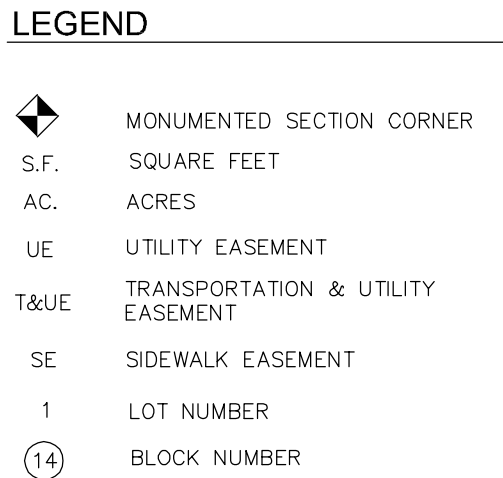 LEGEND
MONUMENTED SECTION CORNER
S.F. SQUARE FEET
AC. ACRES
UE UTILITY EASEMENT
T&UE TRANSPORTATION & UTILITY
EASEMENT
SE SIDEWALK EASEMENT
1 LOT NUMBER
14 BLOCK NUMBER